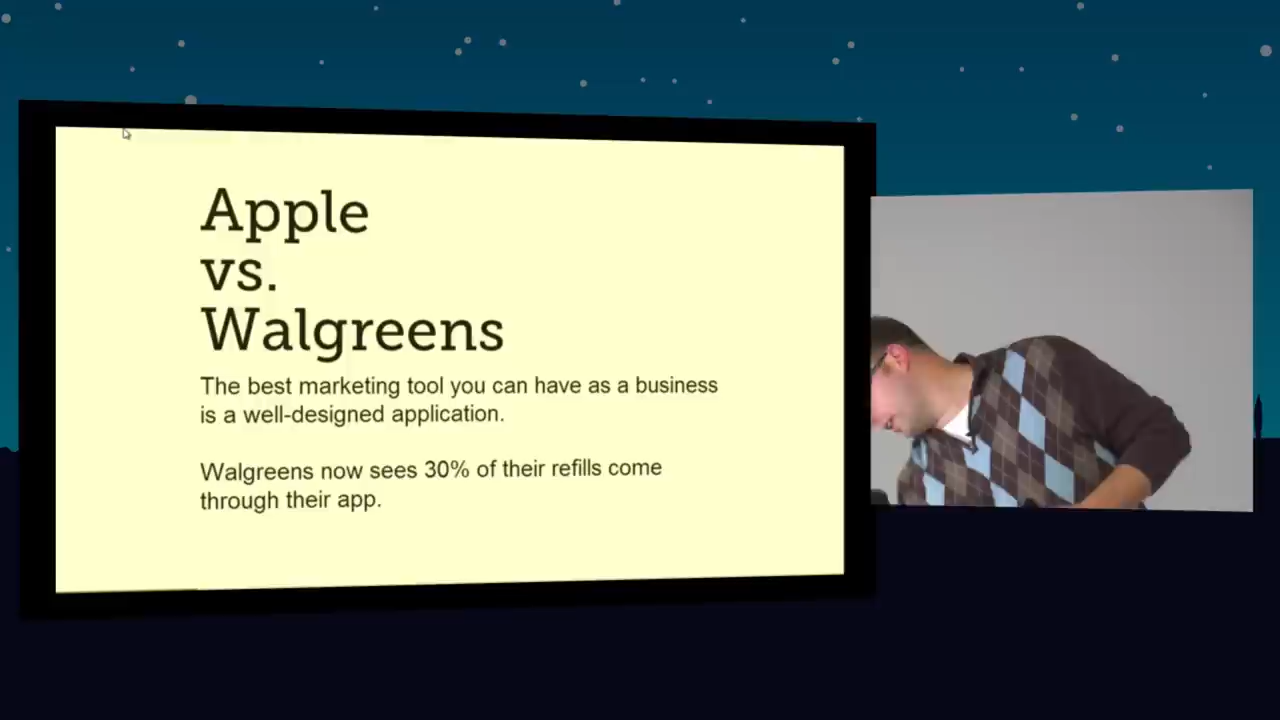 Apple
vs.
Walgreens
The best marketing tool you can have as a business
is a well-designed application.
Walgreens now sees 30% of their refills come
through their app.